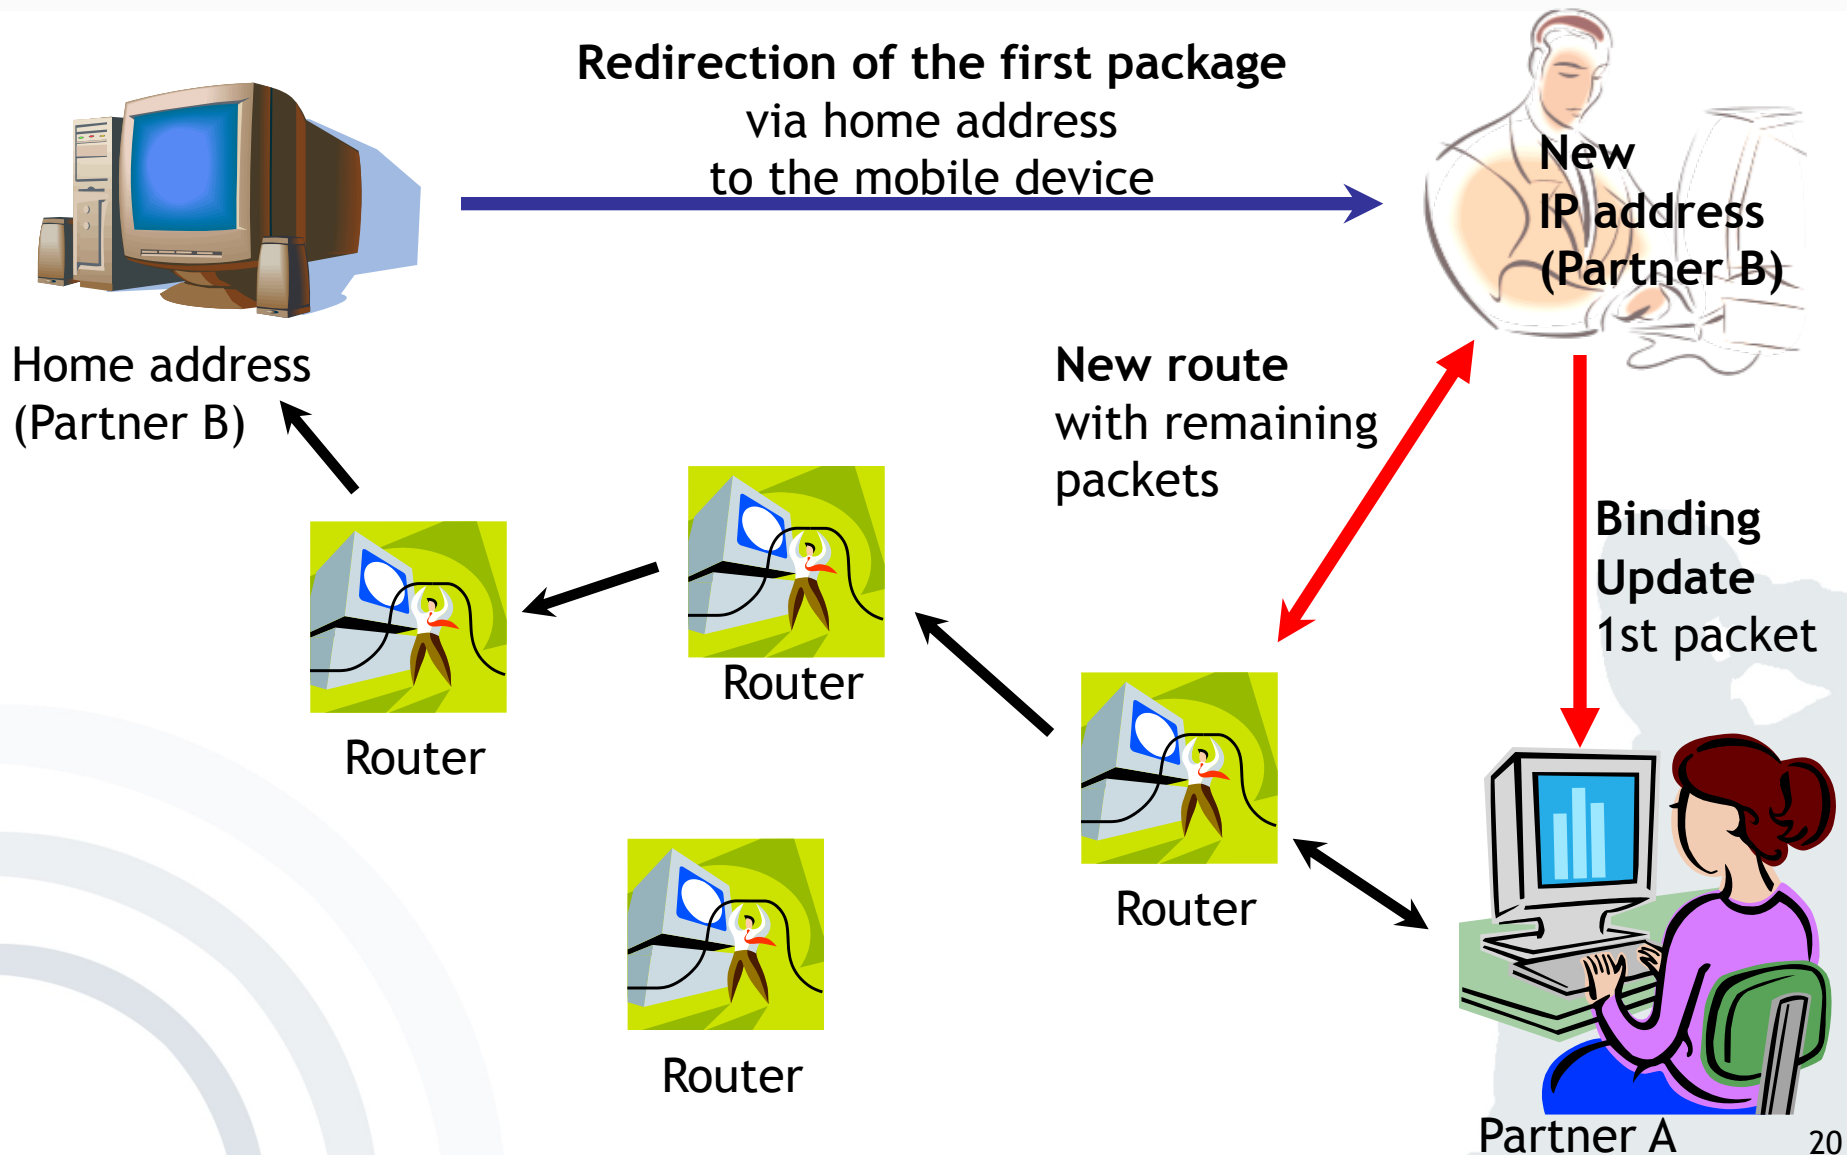 Redirection of the first package
via home address
to the mobile device
New
IP address
(Partner B)
Home address
(Partner B)
New route
with remaining
packets
Binding
Update
1st packet
Router
Router
Router
Router
Partner A
20